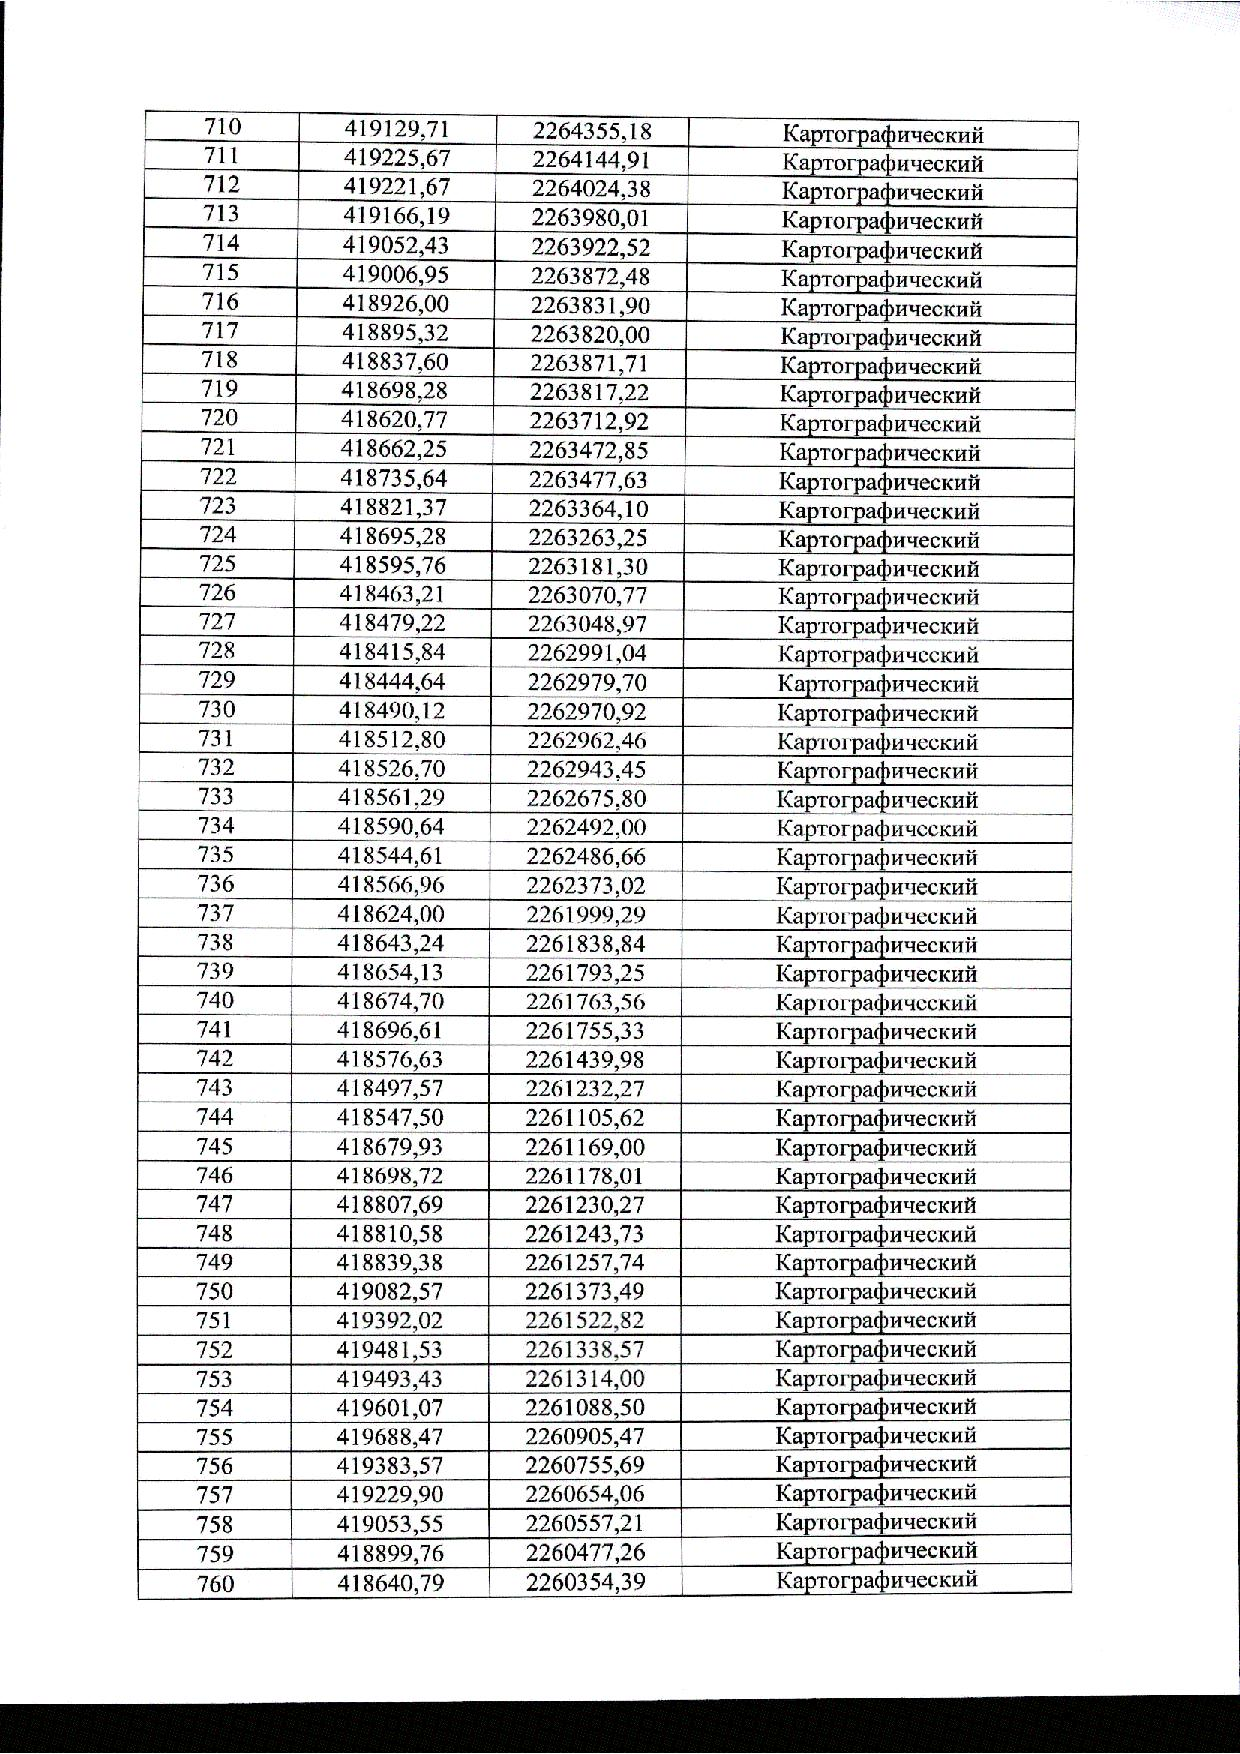 710 419129,71 2264355,18 Картографический
711 419225,67 2264144,91 Картографический
712 419221,67 2264024,38 Картографический
713 419166,19 2263980,01 Картографический
714 419052,43 2263922,52 Картографический
715 419006,95 2263872,48 Картографический
716 418926,00 2263831,90 Картографический
717 418895,32 2263820,00 Картографический
718 418837,60 2263871,71 Картографический
719 418698,28 2263817,22 Картографический
720 418620,77 2263712,92 Картографический
721 418662,25 2263472,85 Картографический
722 418735,64 2263477,63 Картографический
723 418821,37 2263364,10 Картографический
724 418695,28 2263263,25 Картографический
725 418595,76 2263181,30 Картографический
726 418463,21 2263070,77 Картографический
727 418479,22 2263048,97 Картографический
728 418415,84 2262991,04 Картографический
729 418444,64 2262979,70 Картографический
730 418490,12 2262970,92 Картографический
731 418512,80 2262962,46 Картографический
732 418526,70 2262943,45 Картографический
733 418561,29 2262675,80 Картографический
734 418590,64 2262492,00 Картографический
735 418544,61 2262486,66 Картографический
736 418566,96 2262373,02 Картографический
737 418624,00 2261999,29 Картографический
738 418643,24 2261838,84 Картографический
739 418654,13 2261793,25 Картографический
740 418674,70 2261763,56 Картографический
741 418696,61 2261755,33 Картографический
742 418576,63 2261439,98 Картографический
743 418497,57 2261232,27 Картографический
744 418547,50 2261105,62 Картографический
745 418679,93 2261169,00 Картографический
746 418698,72 2261178,01 Картографический
747 418807,69 2261230,27 Картографический
748 418810,58 2261243,73 Картографический
749 418839,38 2261257,74 Картографический
750 419082,57 2261373,49 Картографический
751 419392,02 2261522,82 Картографический
752 419481,53 2261338,57 Картографический
753 419493,43 2261314,00 Картографический
754 419601,07 2261088,50 Картографический
755 419688,47 2260905,47 Картографический
756 419383,57 2260755,69 Картографический
757 419229,90 2260654,06 Картографический
758 419053,55 2260557,21 Картографический
759 418899,76 2260477,26 Картографический
760 418640,79 2260354,39 Картографический